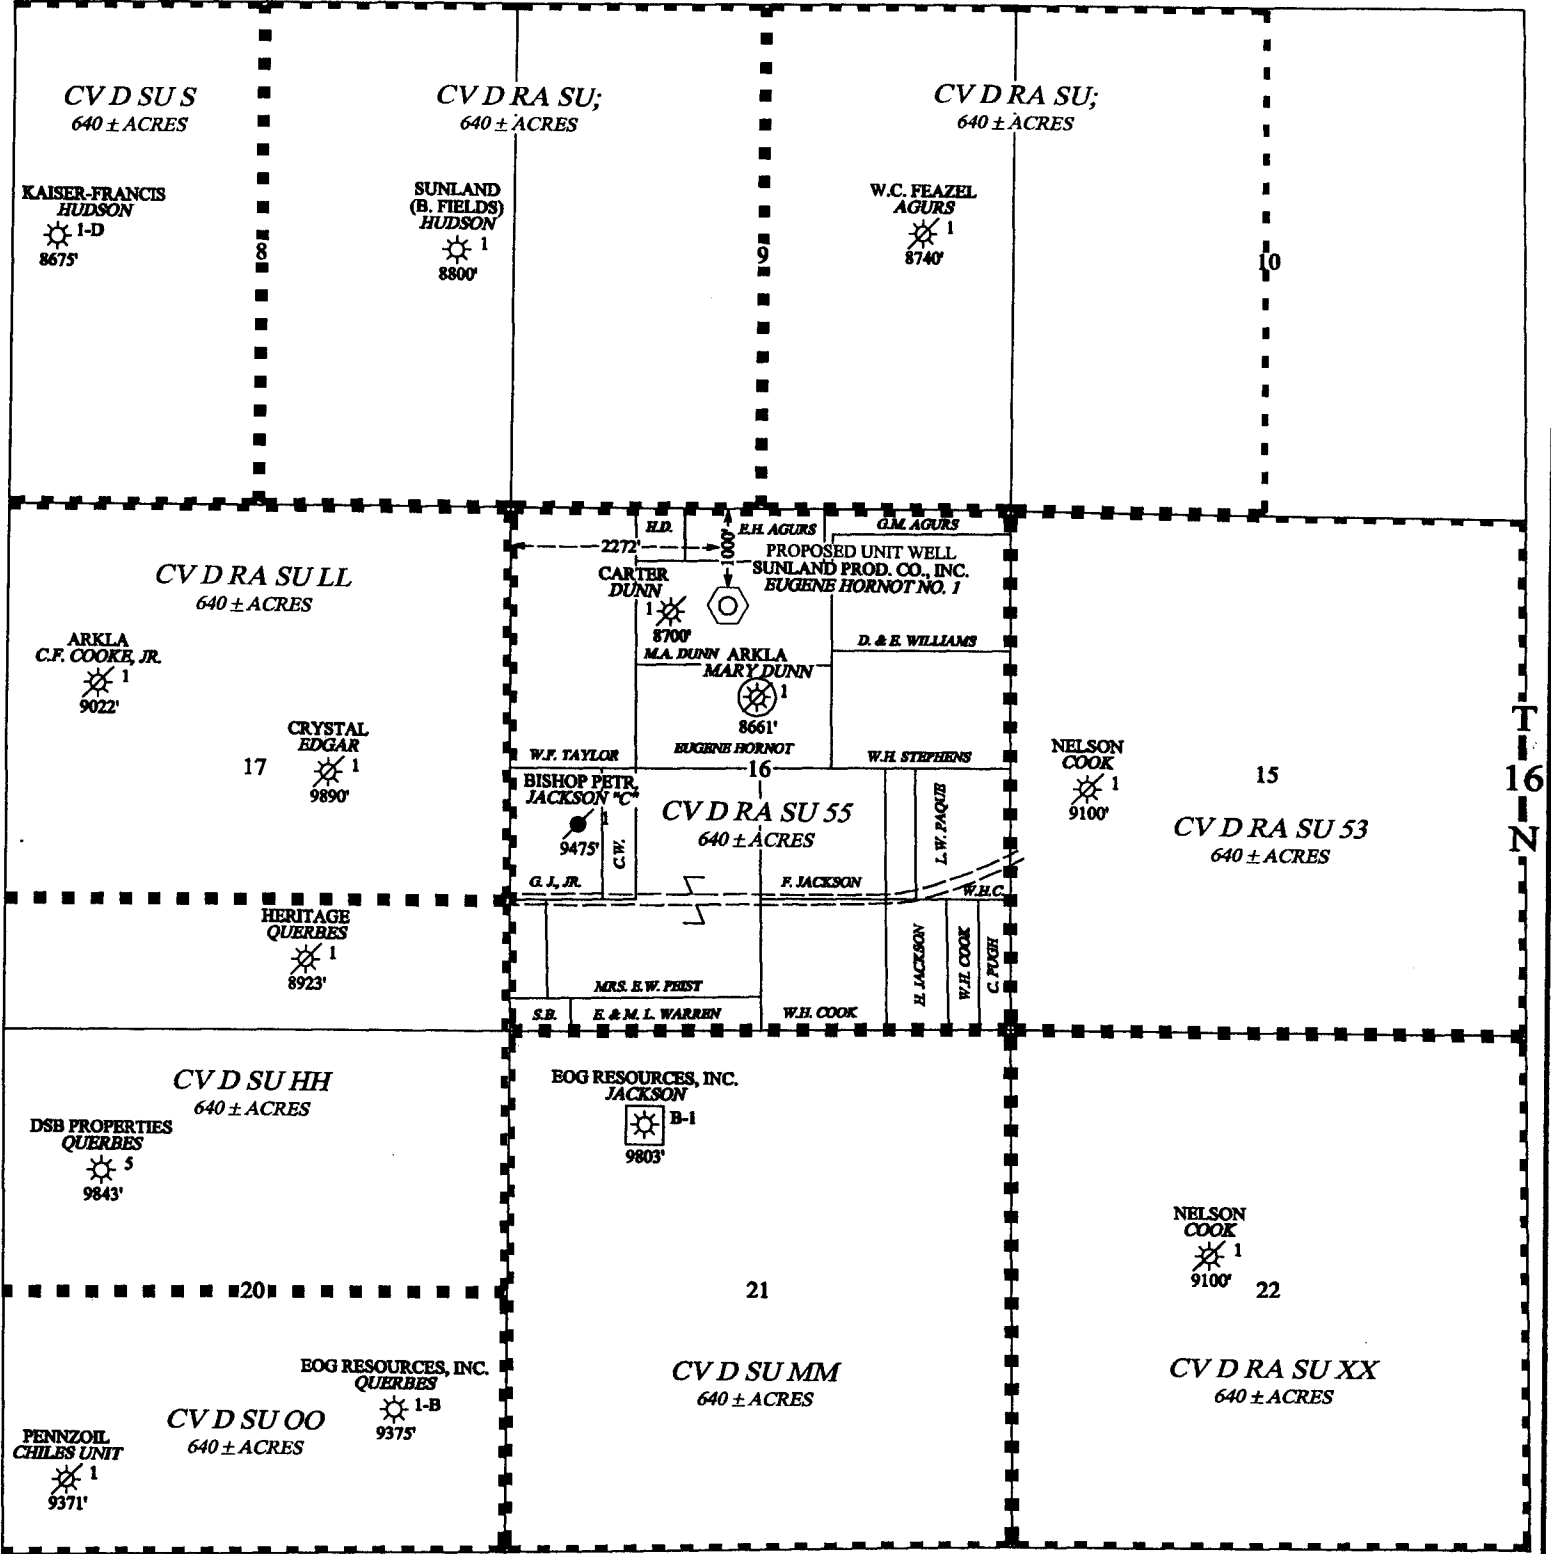 CV D SU S
640 ± ACRES
CV D RA SU;
640 ± ACRES
CV D RA SU;
640 ± ACRES
KAISER-FRANCIS
HUDSON
1-D
8675'
SUNLAND
(B. FIELDS)
HUDSON
1
8800'
W.C. FEAZEL
AGURS
1
8740'
8
9
10
CV D RA SU LL
640 ± ACRES
ARKLA
C.F. COOKE, JR.
1
9022'
CRYSTAL
EDGAR
1
9890'
17
HERITAGE
QUERBES
1
8923'
H.D.
E.H. AGURS
G.M. AGURS
2272'
1000'
PROPOSED UNIT WELL
SUNLAND PROD. CO., INC.
EUGENE HORNOT NO. 1
CARTER
DUNN
1
8700'
M.A. DUNN
ARKLA
MARY DUNN
1
8661'
D. & E. WILLIAMS
W.F. TAYLOR
EUGENE HORNOT
W.H. STEPHENS
16
BISHOP PETR.
JACKSON "C"
1
9475'
C.W.
CV D RA SU 55
640 ± ACRES
L.W. PAQUE
G. J., JR.
F. JACKSON
W.H.C.
H. JACKSON
W.H. COOK
C. PUGH
MRS. E.W. FEIST
S.B.
E. & M. L. WARREN
W.H. COOK
NELSON
COOK
1
9100'
15
CV D RA SU 53
640 ± ACRES
T
16
N
CV D SU HH
640 ± ACRES
DSB PROPERTIES
QUERBES
5
9843'
EOG RESOURCES, INC.
JACKSON
B-1
9803'
NELSON
COOK
1
9100'
20
21
22
EOG RESOURCES, INC.
QUERBES
1-B
9375'
CV D SU OO
640 ± ACRES
PENNZOIL
CHILES UNIT
1
9371'
CV D SU MM
640 ± ACRES
CV D RA SU XX
640 ± ACRES